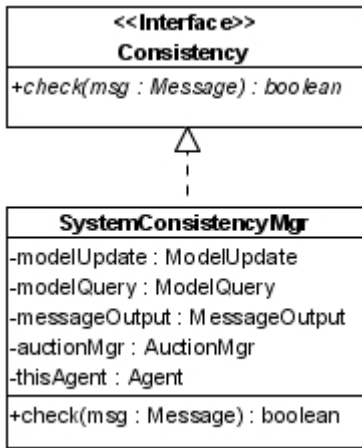 <<Interface>>
Consistency
+check(msg : Message) : boolean
SystemConsistencyMgr
-modelUpdate : ModelUpdate
-modelQuery : ModelQuery
-messageOutput : MessageOutput
-auctionMgr : AuctionMgr
-thisAgent : Agent
+check(msg : Message) : boolean